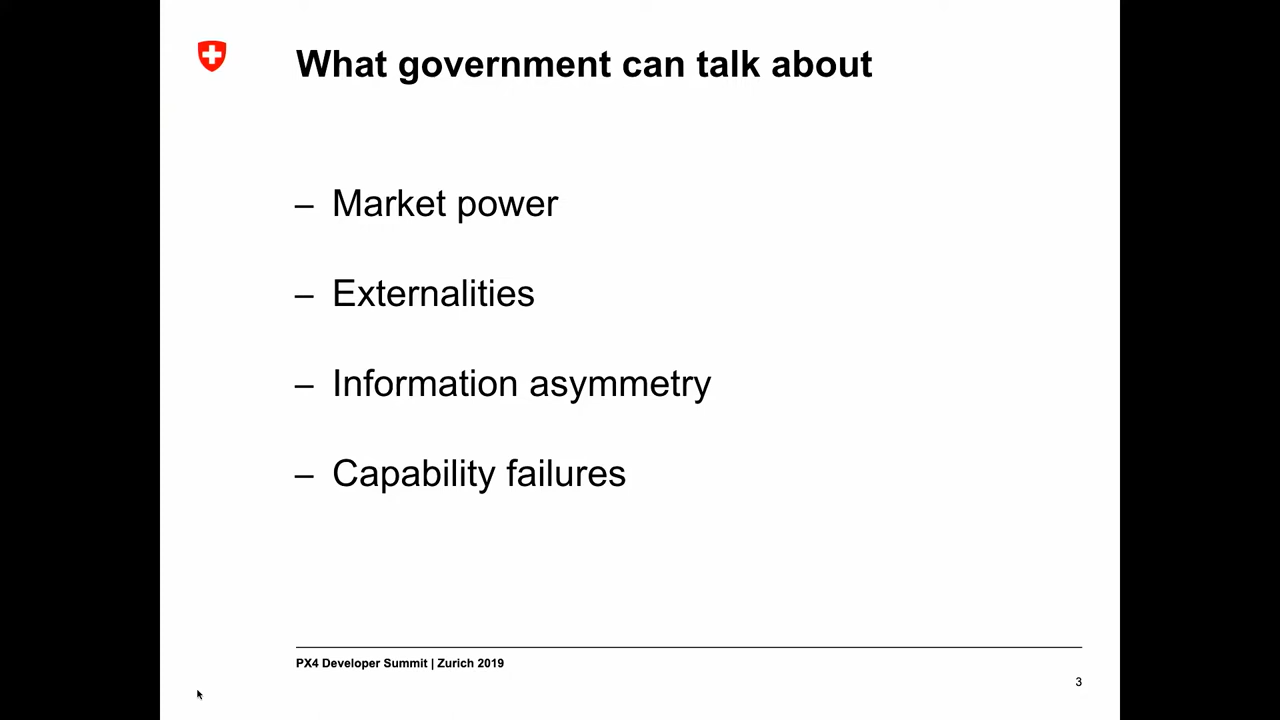 What government can talk about
– Market power
– Externalities
– Information asymmetry
– Capability failures
PX4 Developer Summit | Zurich 2019
3